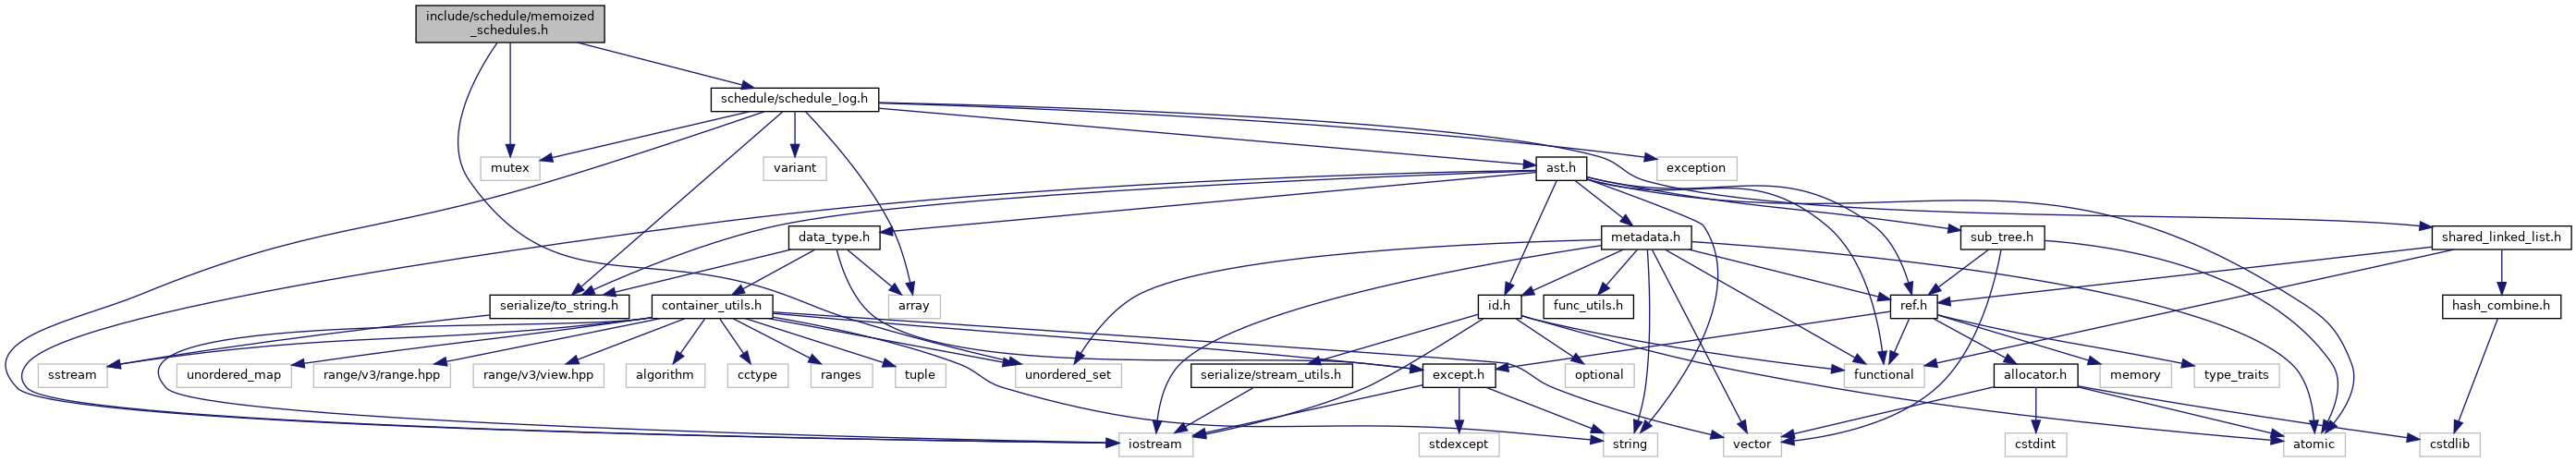 include/schedule/memoized
_schedules.h
schedule/schedule_log.h
mutex
variant
ast.h
exception
data_type.h
metadata.h
sub_tree.h
shared_linked_list.h
serialize/to_string.h
container_utils.h
array
id.h
func_utils.h
ref.h
hash_combine.h
sstream
unordered_map
range/v3/range.hpp
range/v3/view.hpp
algorithm
cctype
ranges
tuple
unordered_set
serialize/stream_utils.h
except.h
optional
functional
allocator.h
memory
type_traits
iostream
stdexcept
string
vector
cstdint
atomic
cstdlib